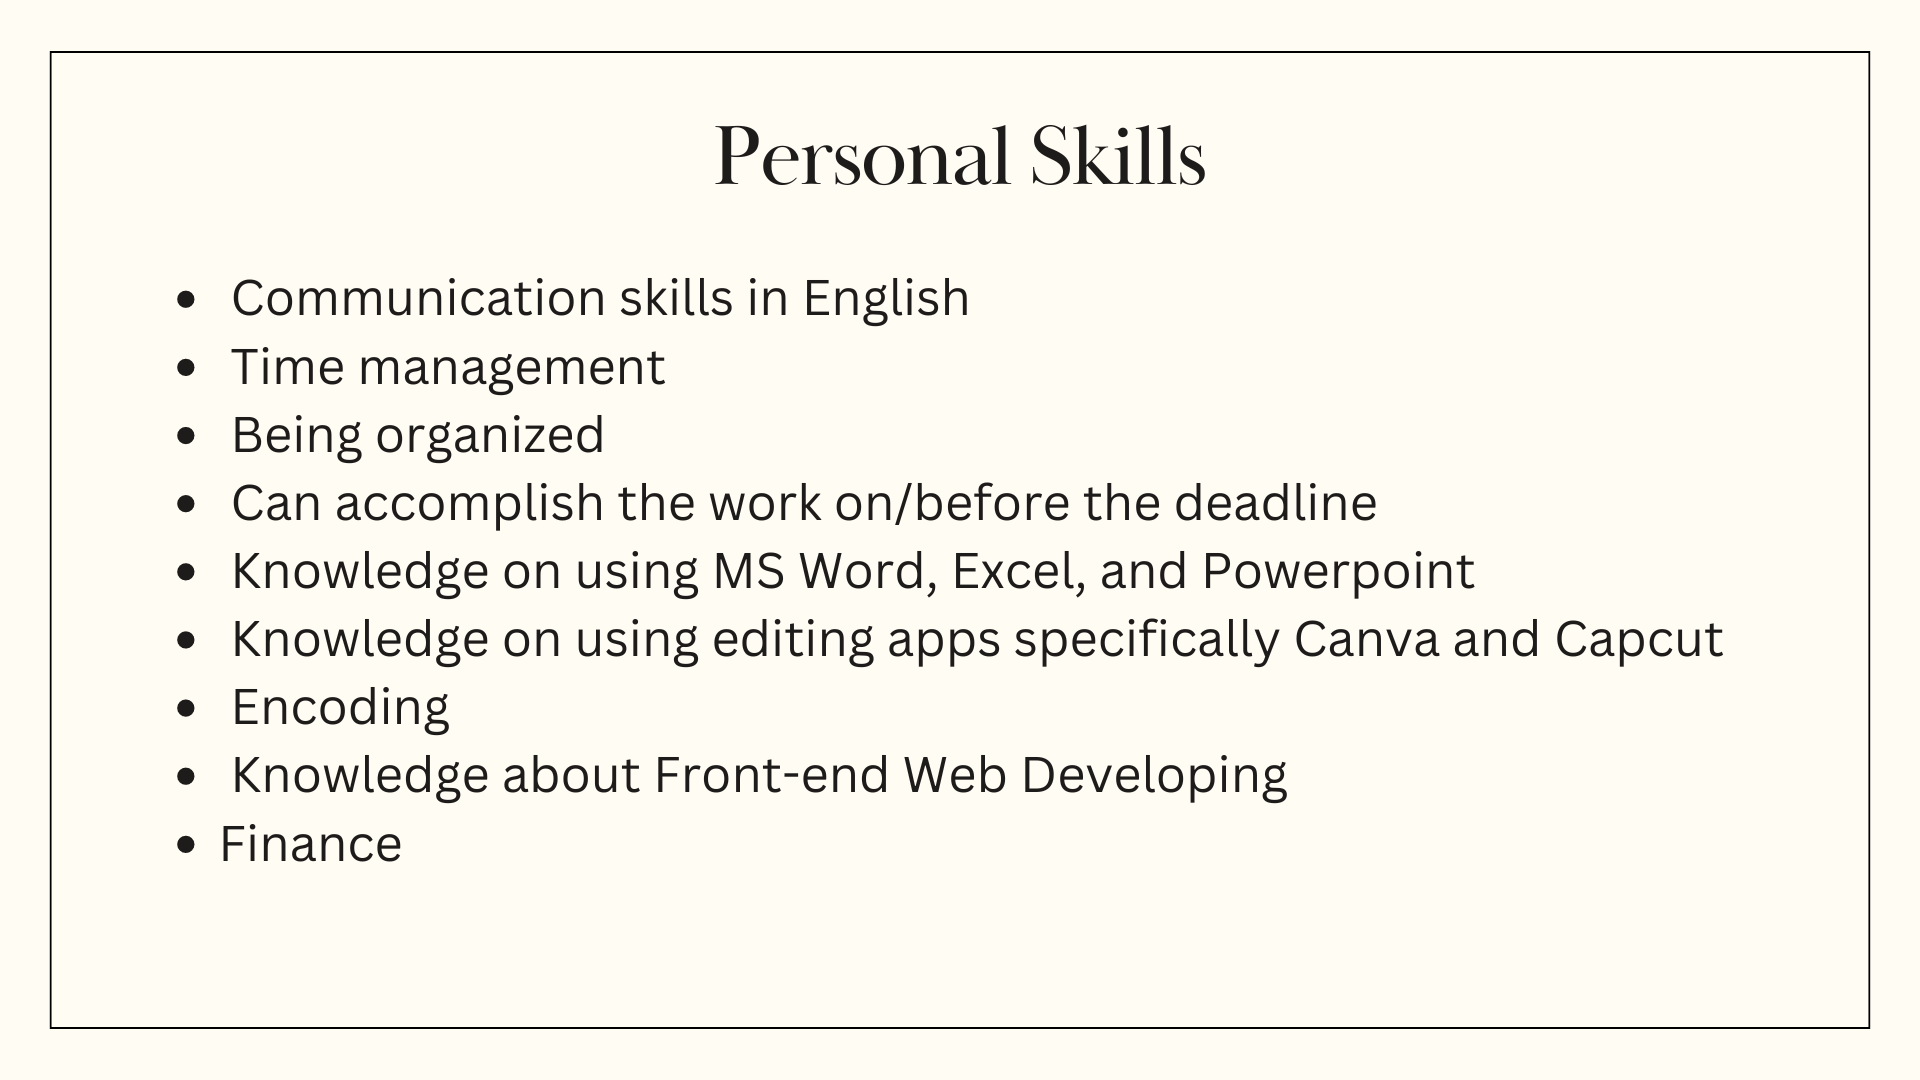 Personal Skills
• Communication skills in English
• Time management
• Being organized
• Can accomplish the work on/before the deadline
• Knowledge on using MS Word, Excel, and Powerpoint
• Knowledge on using editing apps specifically Canva and Capcut
• Encoding
• Knowledge about Front-end Web Developing
• Finance